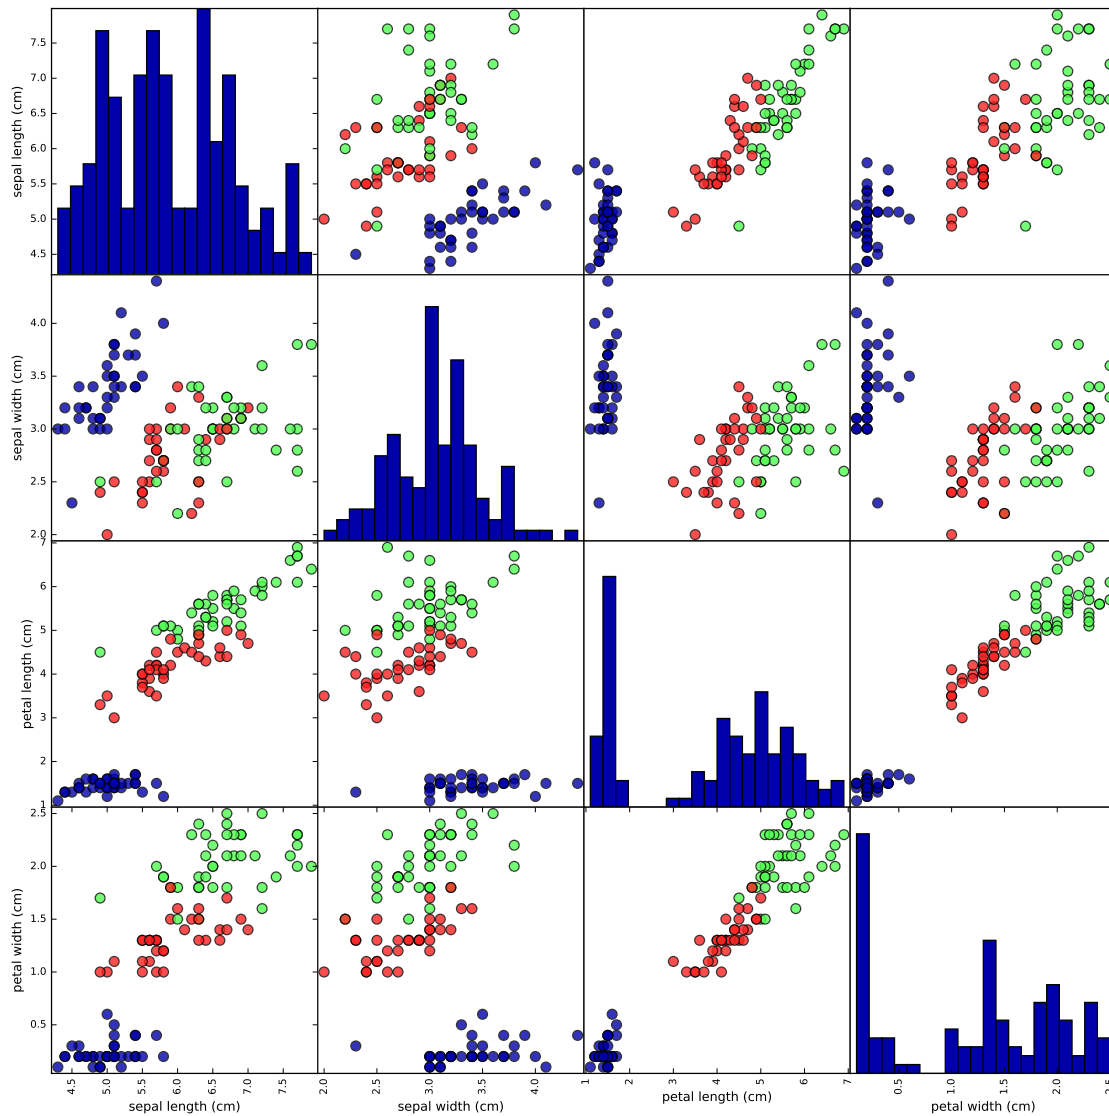 sepal length (cm)
7.5
7.0
6.5
6.0
5.5
5.0
4.5
sepal width (cm)
4.0
3.5
3.0
2.5
2.0
petal length (cm)
7
6
5
4
3
2
1
petal width (cm)
2.5
2.0
1.5
1.0
0.5
4.5 5.0 5.5 6.0 6.5 7.0 7.5
2.0 2.5 3.0 3.5 4.0
1 2 3 4 5 6 7
0.5 1.0 1.5 2.0 2.5
sepal length (cm)
sepal width (cm)
petal length (cm)
petal width (cm)